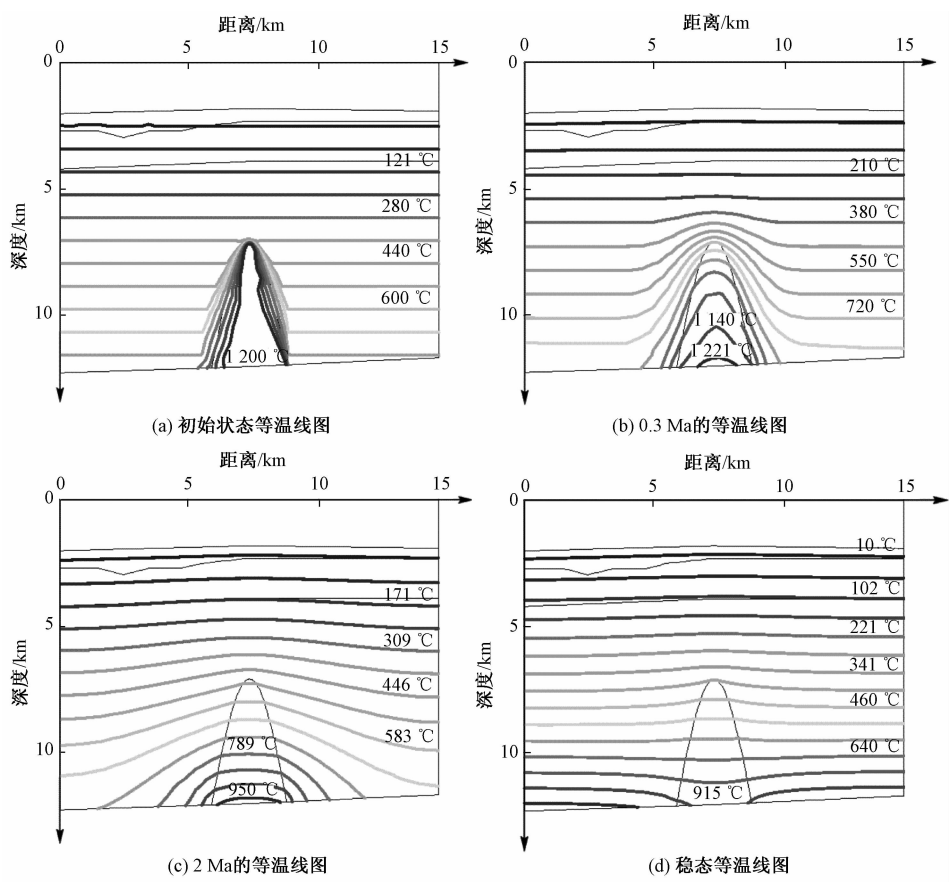 距离/km
0 5 10 15
0
5
10
深度/km
121 ℃
280 ℃
440 ℃
600 ℃
1 200 ℃
(a) 初始状态等温线图
距离/km
0 5 10 15
0
5
10
深度/km
210 ℃
380 ℃
550 ℃
720 ℃
1 140 ℃
1 221 ℃
(b) 0.3 Ma的等温线图
距离/km
0 5 10 15
0
5
10
深度/km
171 ℃
309 ℃
446 ℃
583 ℃
789 ℃
950 ℃
(c) 2 Ma的等温线图
距离/km
0 5 10 15
0
5
10
深度/km
10 ℃
102 ℃
221 ℃
341 ℃
460 ℃
640 ℃
915 ℃
(d) 稳态等温线图